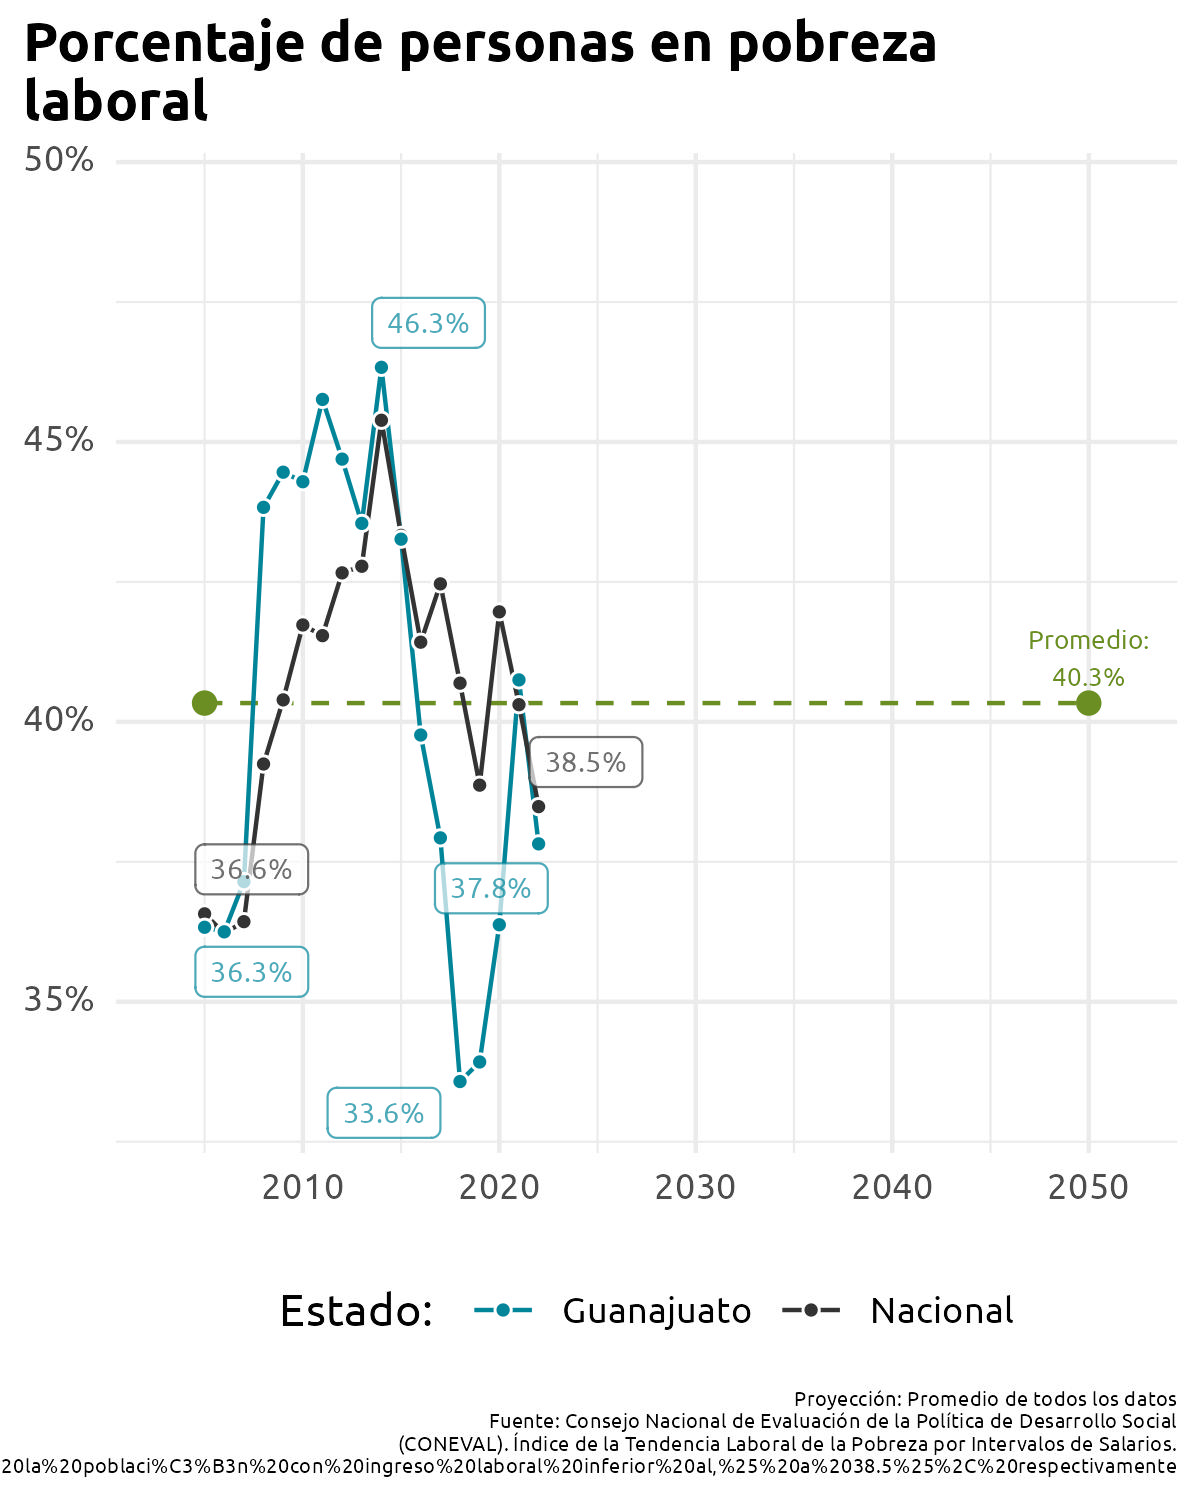 Porcentaje de personas en pobreza
laboral
50%
46.3%
45%
Promedio:
40.3%
40%
38.5%
36.6%
37.8%
36.3%
35%
33.6%
2010 2020 2030 2040 2050
Estado: Guanajuato Nacional
Proyección: Promedio de todos los datos
Fuente: Consejo Nacional de Evaluación de la Política de Desarrollo Social
(CONEVAL). Índice de la Tendencia Laboral de la Pobreza por Intervalos de Salarios.
20la%20poblaci%C3%B3n%20con%20ingreso%20laboral%20inferior%20al,%25%20a%2038.5%25%2C%20respectivamente